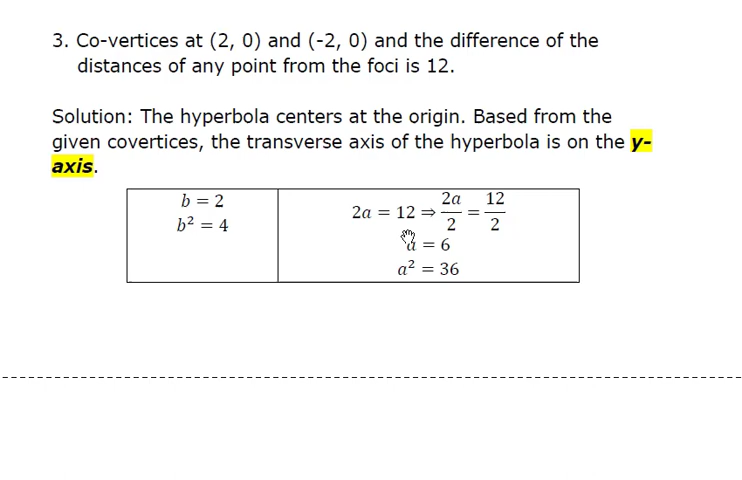 3. Co-vertices at (2, 0) and (-2, 0) and the difference of the
distances of any point from the foci is 12.
Solution: The hyperbola centers at the origin. Based from the
given covertices, the transverse axis of the hyperbola is on the y-
axis.
b = 2
b² = 4
2a = 12 ⇒ 2a/2 = 12/2
a = 6
a² = 36